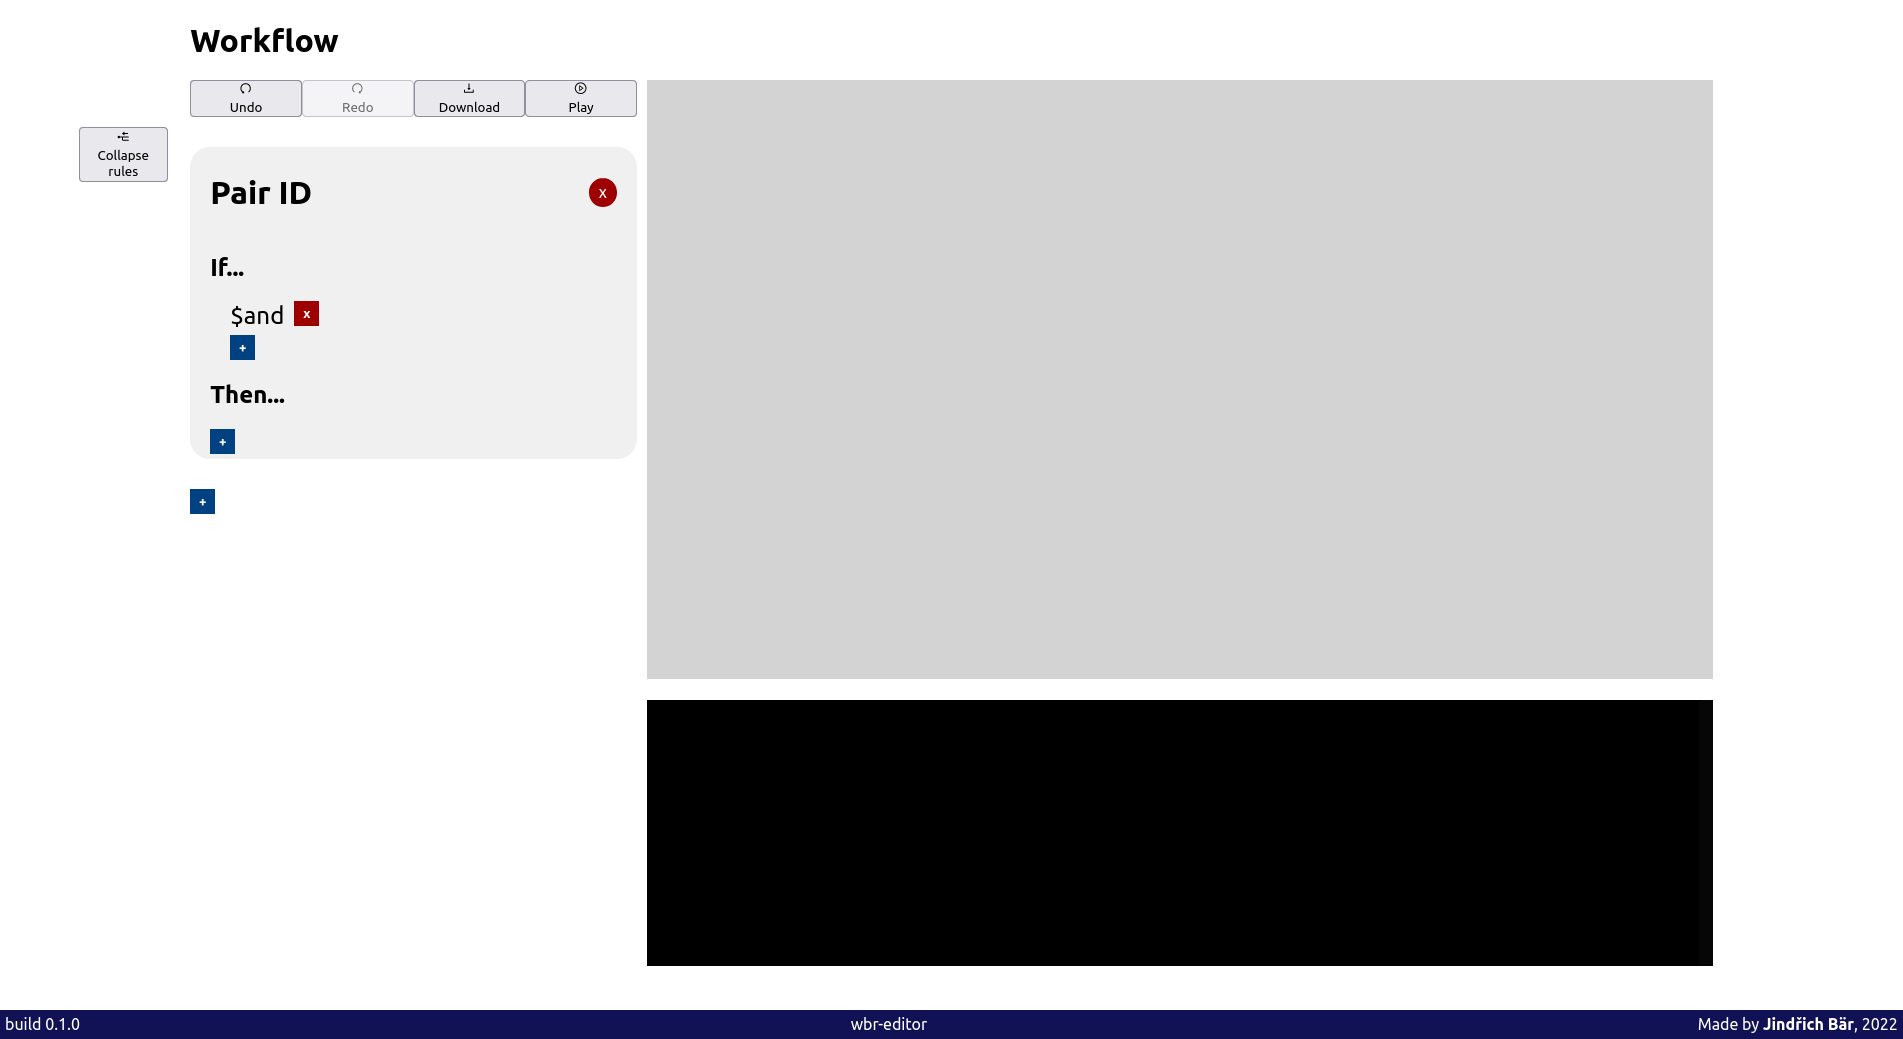 Workflow
Undo
Redo
Download
Play
Collapse
rules
Pair ID
x
If...
$and
x
+
Then...
+
+
build 0.1.0
wbr-editor
Made by Jindřich Bär, 2022